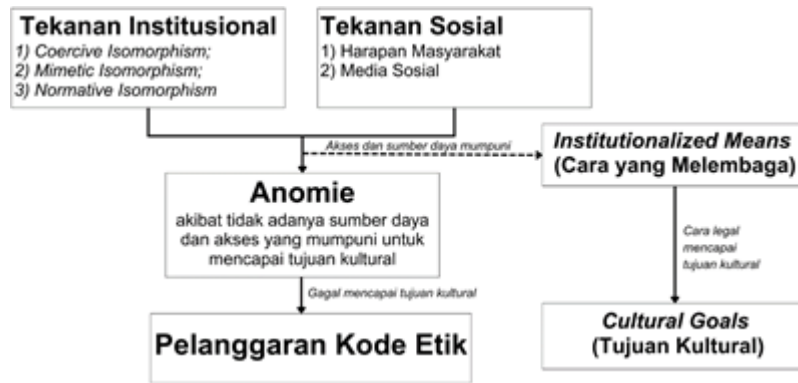 Tekanan Institusional
1) Coercive Isomorphism;
2) Mimetic Isomorphism;
3) Normative Isomorphism
Tekanan Sosial
1) Harapan Masyarakat
2) Media Sosial
Akses dan sumber daya mumpuni
Institutionalized Means
(Cara yang Melembaga)
Anomie
akibat tidak adanya sumber daya
dan akses yang mumpuni untuk
mencapai tujuan kultural
Cara legal
mencapai
tujuan kultural
Gagal mencapai tujuan kultural
Pelanggaran Kode Etik
Cultural Goals
(Tujuan Kultural)